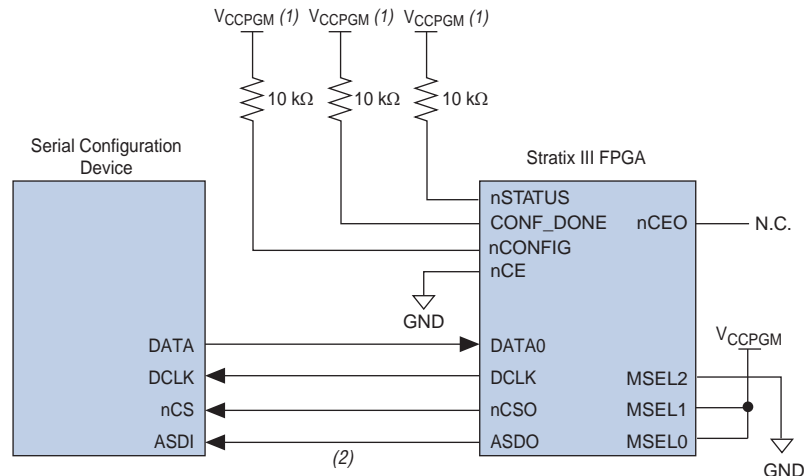 VCCPGM (1) VCCPGM (1) VCCPGM (1)
10 kΩ 10 kΩ 10 kΩ
Serial Configuration
Device
Stratix III FPGA
nSTATUS
CONF_DONE nCEO N.C.
nCONFIG
nCE
GND
VCCPGM
DATA DATA0
DCLK DCLK MSEL2
nCS nCSO MSEL1
ASDI (2) ASDO MSEL0
GND